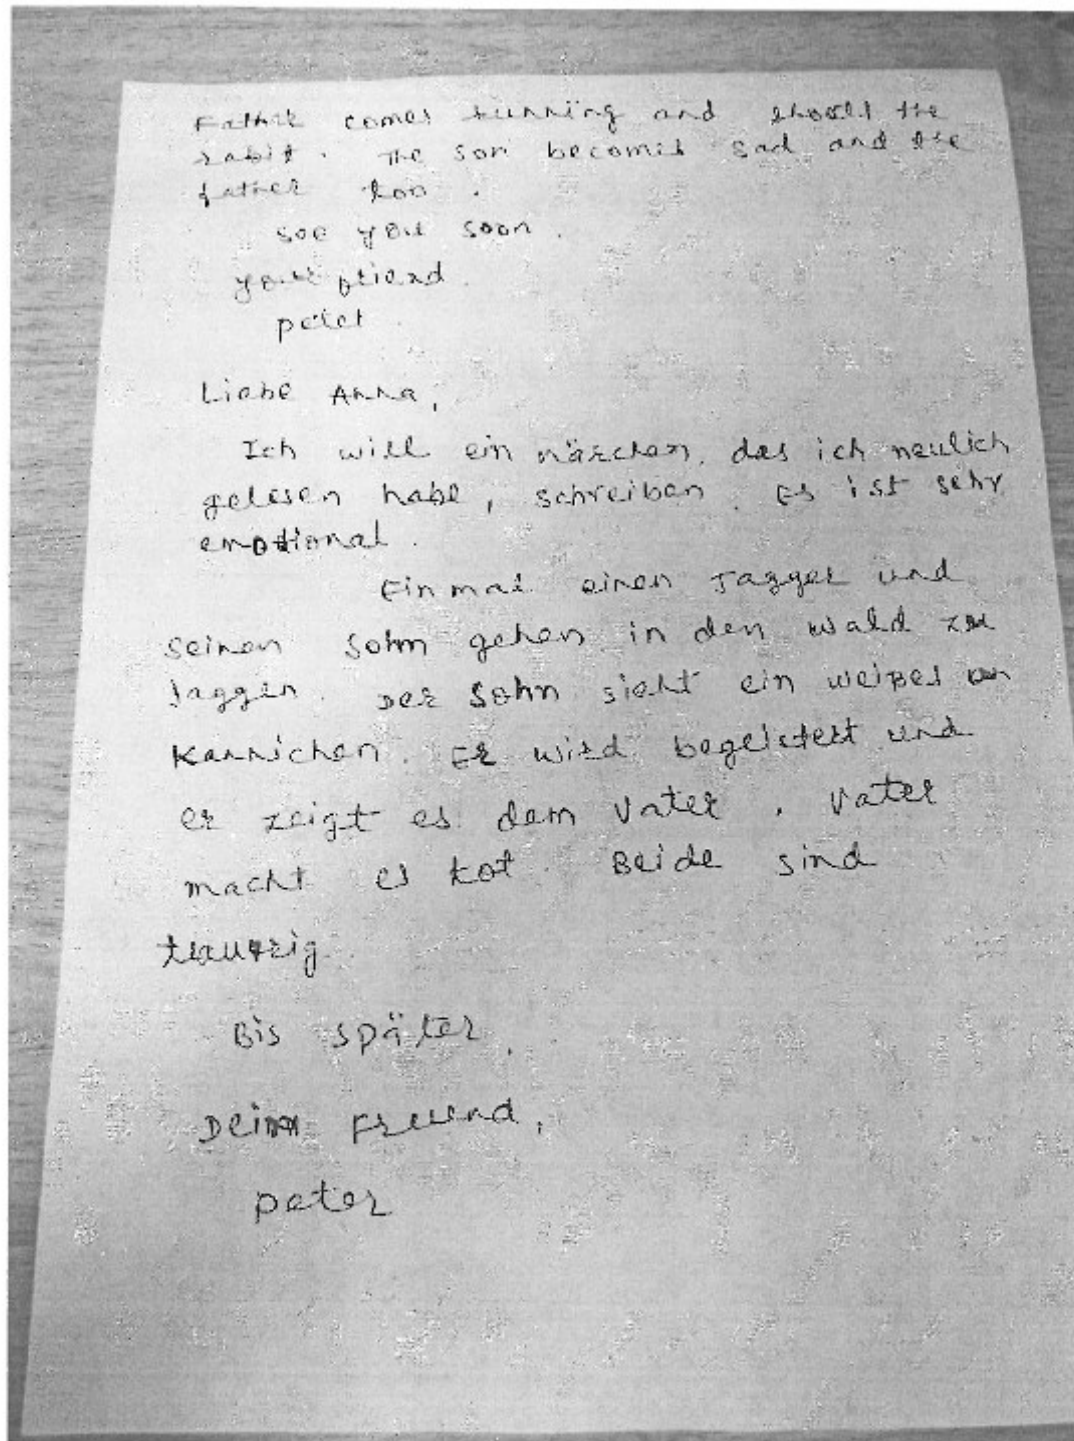 Father comes running and shoots the
rabit. The son becomes sad and the
father too.
see you soon.
your friend.
peter.
Liebe Anna,
Ich will ein Närchen, das ich neulich
gelesen habe, schreiben. Es ist sehr
emotional.
Einmal einen Jagger und
seinen Sohn gehen in den Wald zu
Jaggen. Der Sohn sieht ein weißes
Kannichen. Er wird begeistert und
er zeigt es dem Vater. Vater
macht es tot. Beide sind
traurig.
Bis später,
Dein Freund,
peter